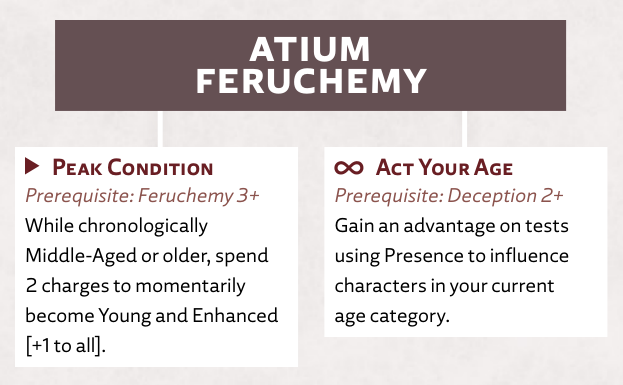 ATIUM
FERUCHEMY
▶ Peak Condition
Prerequisite: Feruchemy 3+
While chronologically
Middle-Aged or older, spend
2 charges to momentarily
become Young and Enhanced
[+1 to all].
∞ Act Your Age
Prerequisite: Deception 2+
Gain an advantage on tests
using Presence to influence
characters in your current
age category.